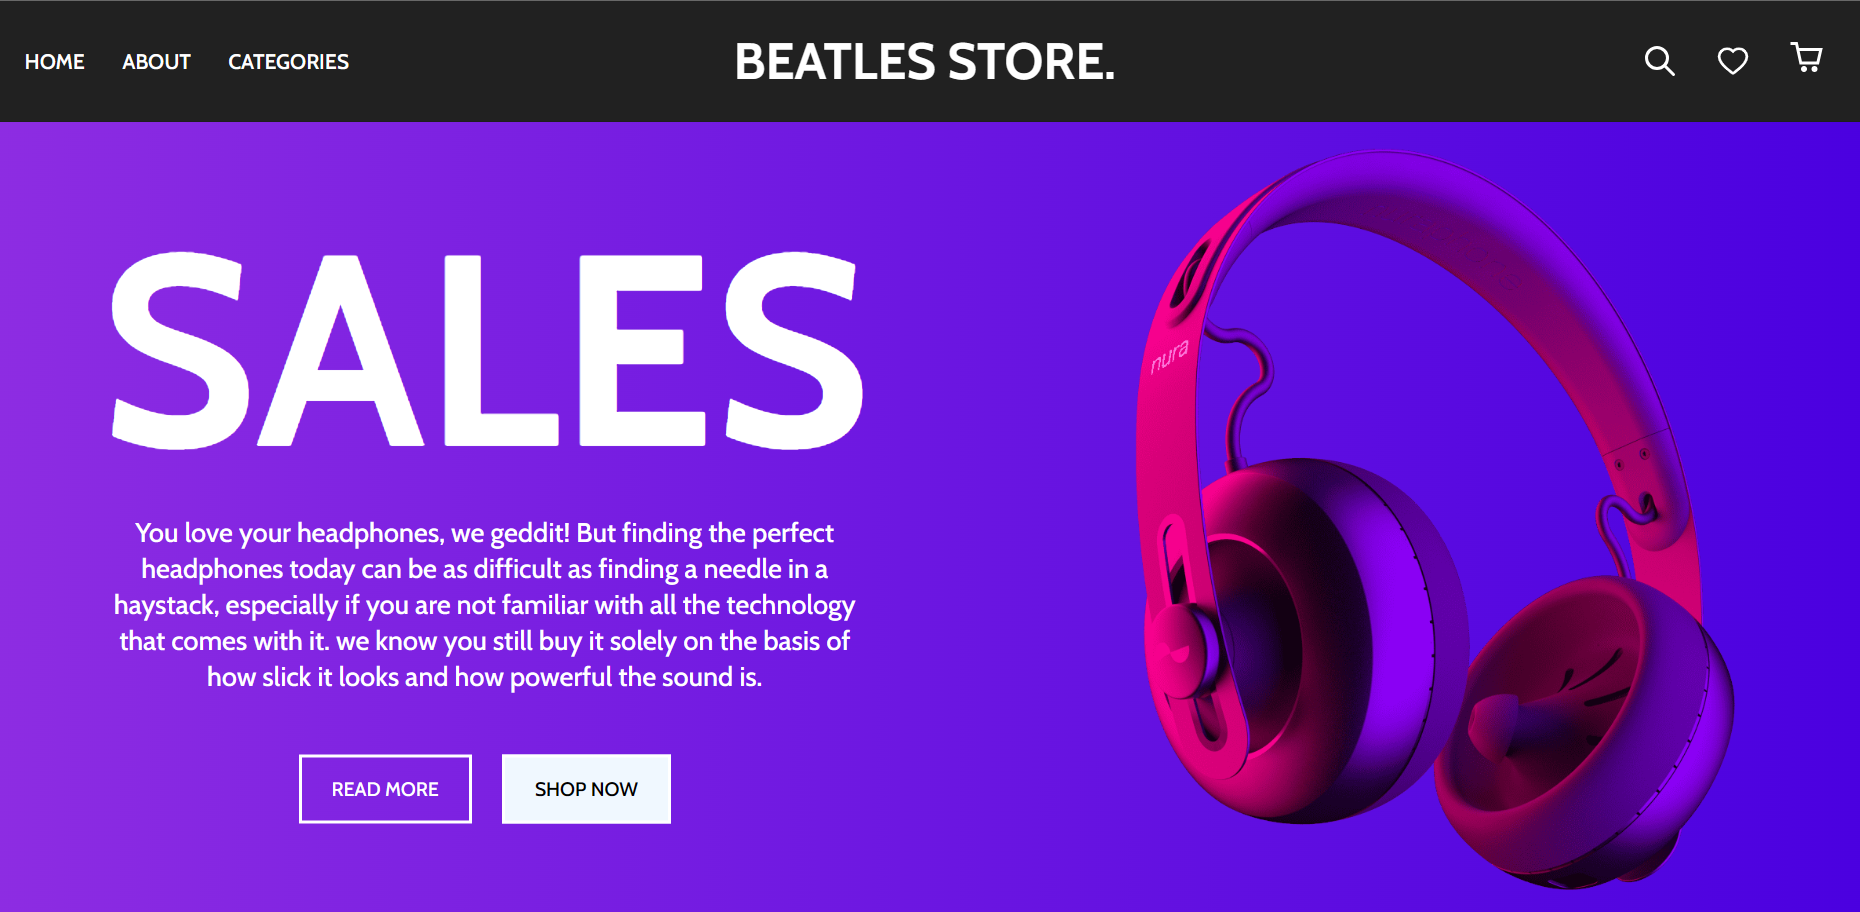 HOME ABOUT CATEGORIES BEATLES STORE.
SALES
nura
You love your headphones, we geddit! But finding the perfect
headphones today can be as difficult as finding a needle in a
haystack, especially if you are not familiar with all the technology
that comes with it. we know you still buy it solely on the basis of
how slick it looks and how powerful the sound is.
READ MORE SHOP NOW